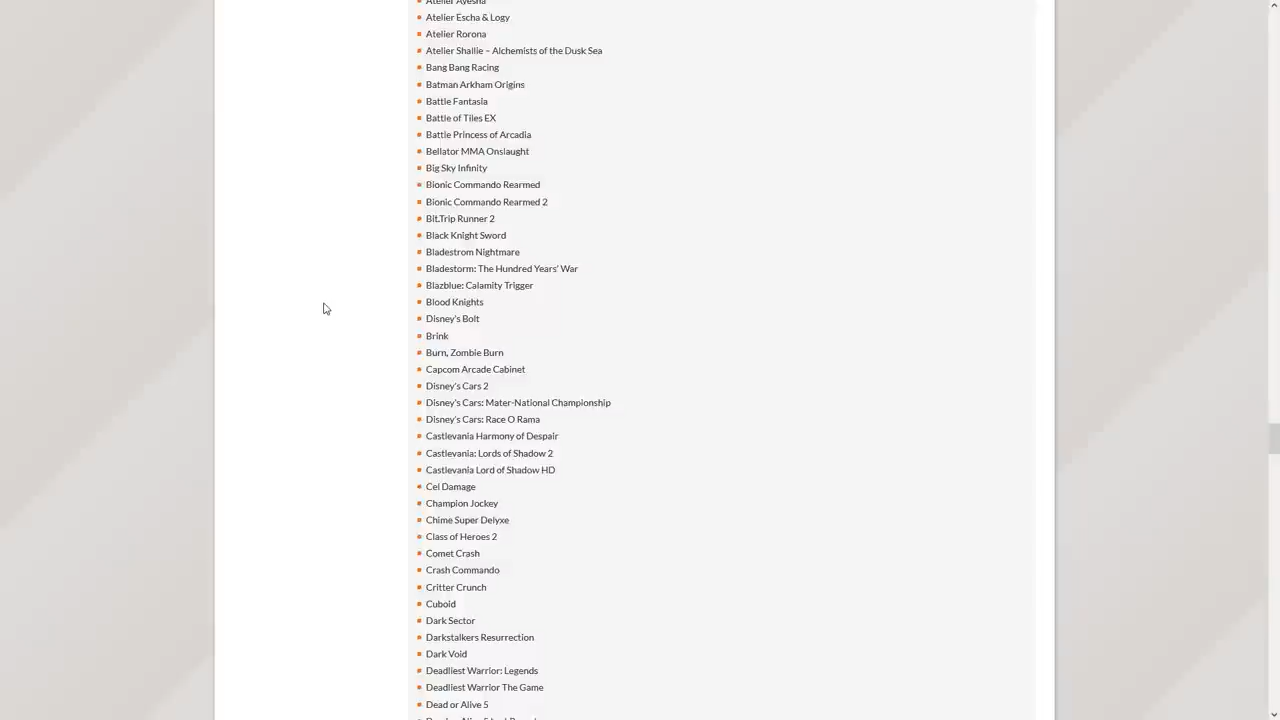 Atelier Ayesha
Atelier Escha & Logy
Atelier Rorona
Atelier Shallie – Alchemists of the Dusk Sea
Bang Bang Racing
Batman Arkham Origins
Battle Fantasia
Battle of Tiles EX
Battle Princess of Arcadia
Bellator MMA Onslaught
Big Sky Infinity
Bionic Commando Rearmed
Bionic Commando Rearmed 2
Bit.Trip Runner 2
Black Knight Sword
Bladestrom Nightmare
Bladestorm: The Hundred Years' War
Blazblue: Calamity Trigger
Blood Knights
Disney's Bolt
Brink
Burn, Zombie Burn
Capcom Arcade Cabinet
Disney's Cars 2
Disney's Cars: Mater-National Championship
Disney's Cars: Race O Rama
Castlevania Harmony of Despair
Castlevania: Lords of Shadow 2
Castlevania Lord of Shadow HD
Cel Damage
Champion Jockey
Chime Super Delyxe
Class of Heroes 2
Comet Crash
Crash Commando
Critter Crunch
Cuboid
Dark Sector
Darkstalkers Resurrection
Dark Void
Deadliest Warrior: Legends
Deadliest Warrior The Game
Dead or Alive 5